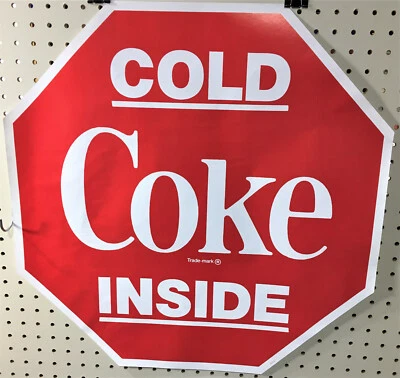 COLD
Coke
Trade-mark ®
INSIDE